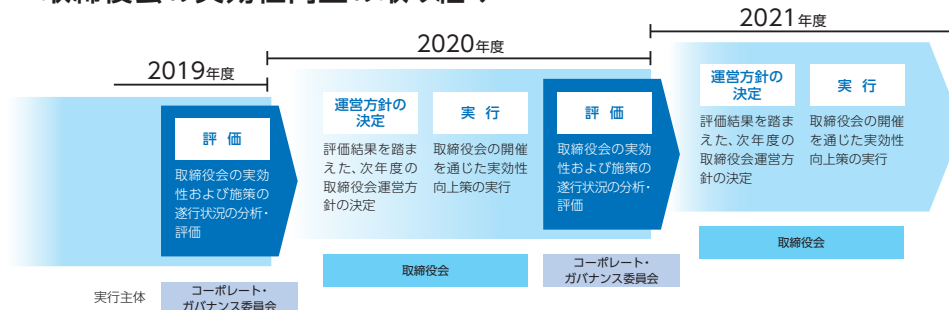 取締役会の実効性向上の取り組み
2019年度
2020年度
2021年度
評 価
取締役会の実効
性および施策の
遂行状況の分析・
評価
運営方針の
決定
評価結果を踏ま
えた、次年度の
取締役会運営方
針の決定
実 行
取締役会の開催
を通じた実効性
向上策の実行
評 価
取締役会の実効
性および施策の
遂行状況の分析・
評価
運営方針の
決定
評価結果を踏ま
えた、次年度の
取締役会運営方
針の決定
実 行
取締役会の開催
を通じた実効性
向上策の実行
実行主体
コーポレート・
ガバナンス委員会
取締役会
コーポレート・
ガバナンス委員会
取締役会